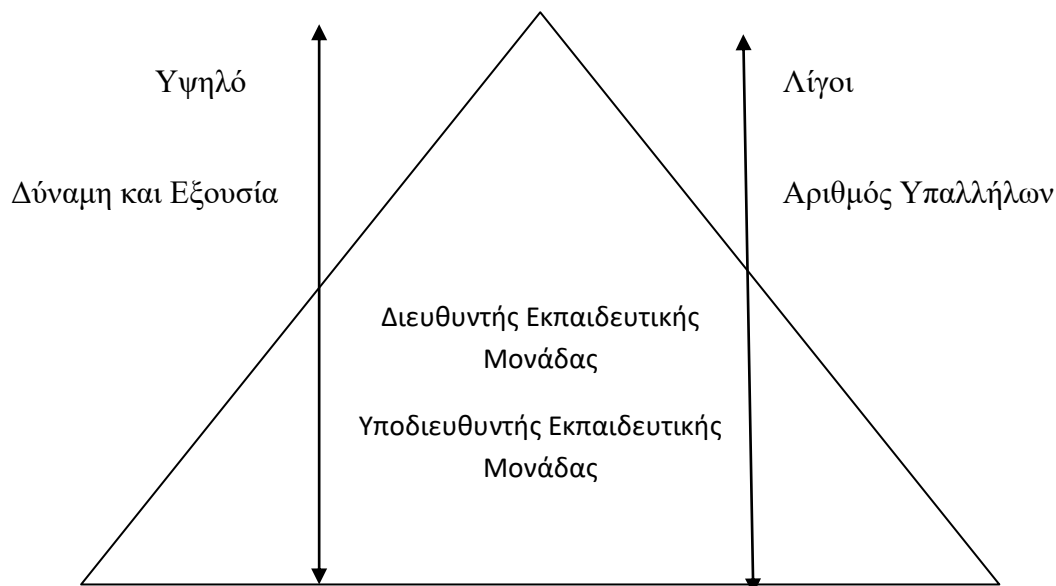 Υψηλό
Λίγοι
Δύναμη και Εξουσία
Αριθμός Υπαλλήλων
Διευθυντής Εκπαιδευτικής
Μονάδας
Υποδιευθυντής Εκπαιδευτικής
Μονάδας